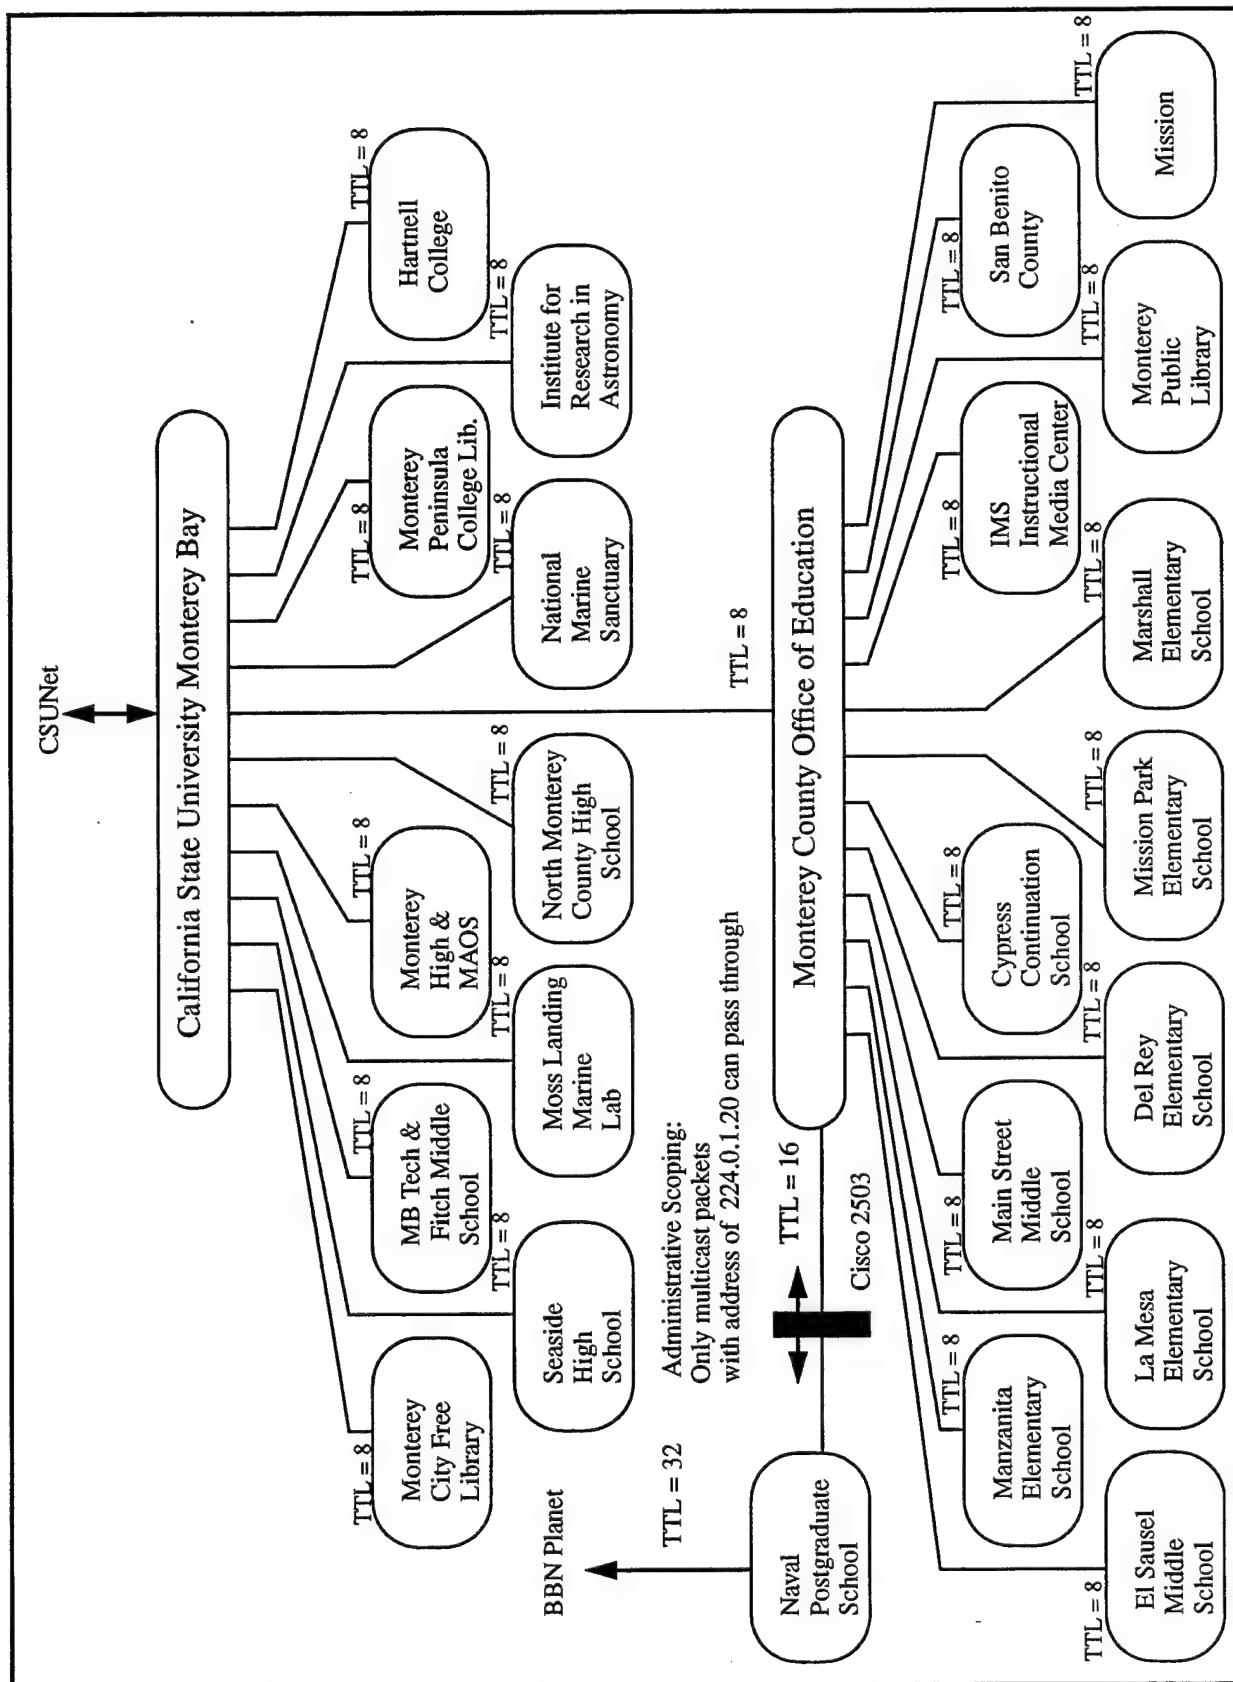 CSUNet
California State University Monterey Bay
TTL = 8
Monterey
City Free
Library
TTL = 8
Seaside
High
School
TTL = 8
MB Tech &
Fitch Middle
School
TTL = 8
Moss Landing
Marine
Lab
TTL = 8
Monterey
High &
MAOS
TTL = 8
North Monterey
County High
School
TTL = 8
National
Marine
Sanctuary
TTL = 8
Monterey
Peninsula
College Lib.
TTL = 8
Institute for
Research in
Astronomy
TTL = 8
Hartnell
College
BBN Planet
TTL = 32
Naval
Postgraduate
School
Administrative Scoping:
Only multicast packets
with address of 224.0.1.20 can pass through
TTL = 16
Cisco 2503
TTL = 8
Monterey County Office of Education
TTL = 8
El Sausel
Middle
School
TTL = 8
Manzanita
Elementary
School
TTL = 8
La Mesa
Elementary
School
TTL = 8
Main Street
Middle
School
TTL = 8
Del Rey
Elementary
School
TTL = 8
Cypress
Continuation
School
TTL = 8
Mission Park
Elementary
School
TTL = 8
Marshall
Elementary
School
TTL = 8
IMS
Instructional
Media Center
TTL = 8
Monterey
Public
Library
TTL = 8
San Benito
County
TTL = 8
Mission